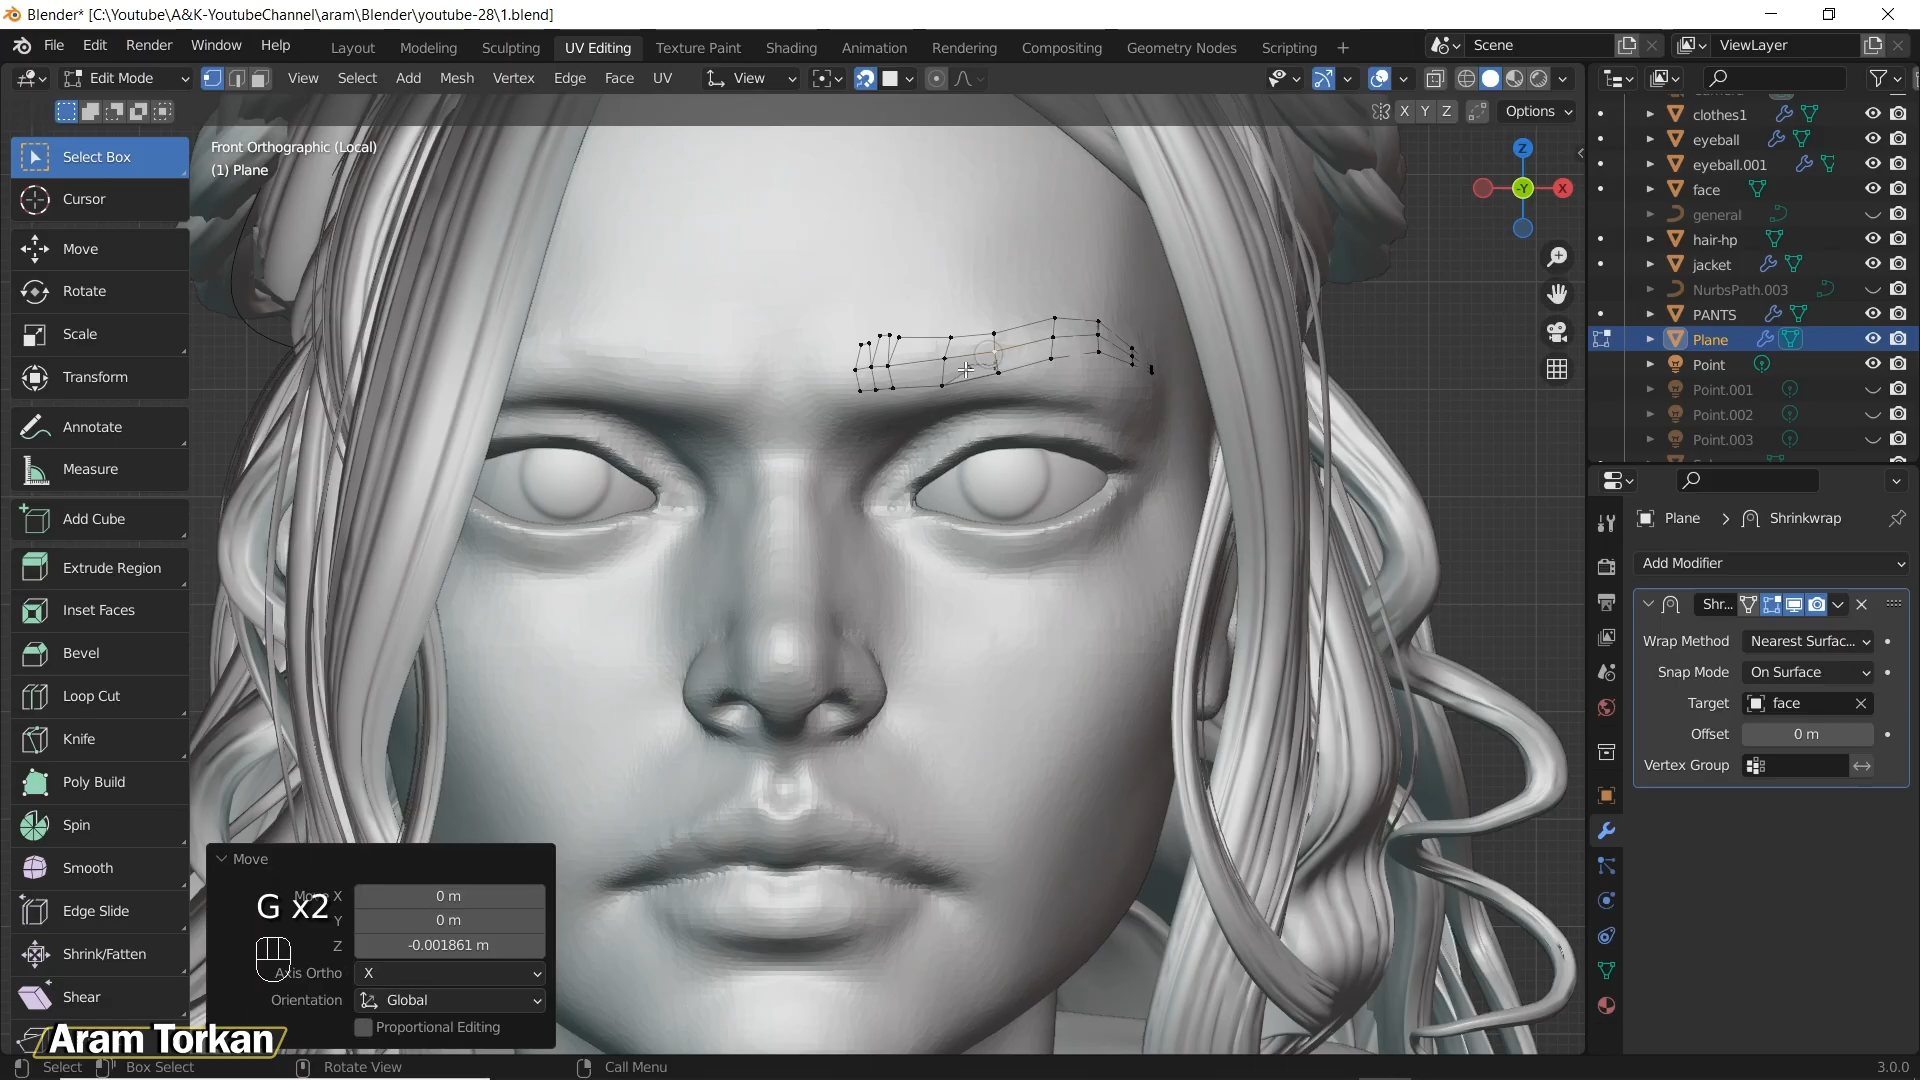 Blender* [C:\Youtube\A&K-YoutubeChannel\aram\Blender\youtube-28\1.blend]
File Edit Render Window Help Layout Modeling Sculpting UV Editing Texture Paint Shading Animation Rendering Compositing Geometry Nodes Scripting + Scene ViewLayer
Edit Mode View Select Add Mesh Vertex Edge Face UV View
X Y Z Options
Front Orthographic (Local)
(1) Plane
Z
-Y X
Select Box
Cursor
Move
Rotate
Scale
Transform
Annotate
Measure
Add Cube
Extrude Region
Inset Faces
Bevel
Loop Cut
Knife
Poly Build
Spin
Smooth
Edge Slide
Shrink/Fatten
Shear
clothes1
eyeball
eyeball.001
face
general
hair-hp
jacket
NurbsPath.003
PANTS
Plane
Point
Point.001
Point.002
Point.003
Plane > Shrinkwrap
Add Modifier
Shr...
Wrap Method Nearest Surfac...
Snap Mode On Surface
Target face
Offset 0 m
Vertex Group
Move
Move X 0 m
Y 0 m
Z -0.001861 m
Axis Ortho X
Orientation Global
Proportional Editing
G x2
Aram Torkan
Select Box Select Rotate View Call Menu 3.0.0